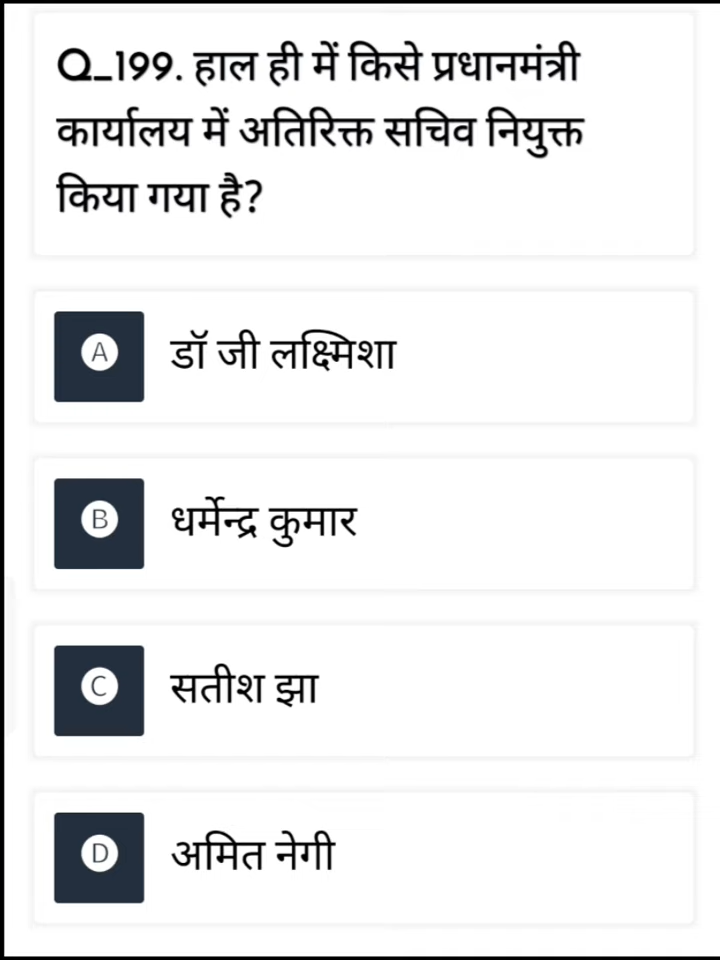 Q_199. हाल ही में किसे प्रधानमंत्री
कार्यालय में अतिरिक्त सचिव नियुक्त
किया गया है?
A डॉ जी लक्ष्मिशा
B धर्मेन्द्र कुमार
C सतीश झा
D अमित नेगी